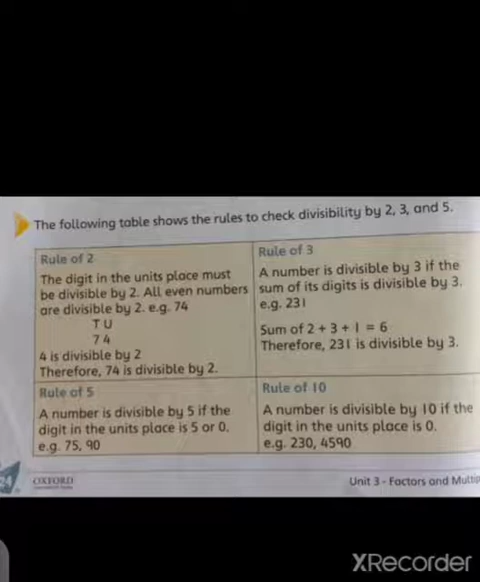 The following table shows the rules to check divisibility by 2, 3, and 5.
Rule of 2
The digit in the units place must
be divisible by 2. All even numbers
are divisible by 2. e.g. 74
T U
7 4
4 is divisible by 2
Therefore, 74 is divisible by 2.
Rule of 3
A number is divisible by 3 if the
sum of its digits is divisible by 3.
e.g. 231
Sum of 2 + 3 + 1 = 6
Therefore, 231 is divisible by 3.
Rule of 5
A number is divisible by 5 if the
digit in the units place is 5 or 0.
e.g. 75, 90
Rule of 10
A number is divisible by 10 if the
digit in the units place is 0.
e.g. 230, 4590
24
OXFORD
Unit 3 - Factors and Multip
XRecorder